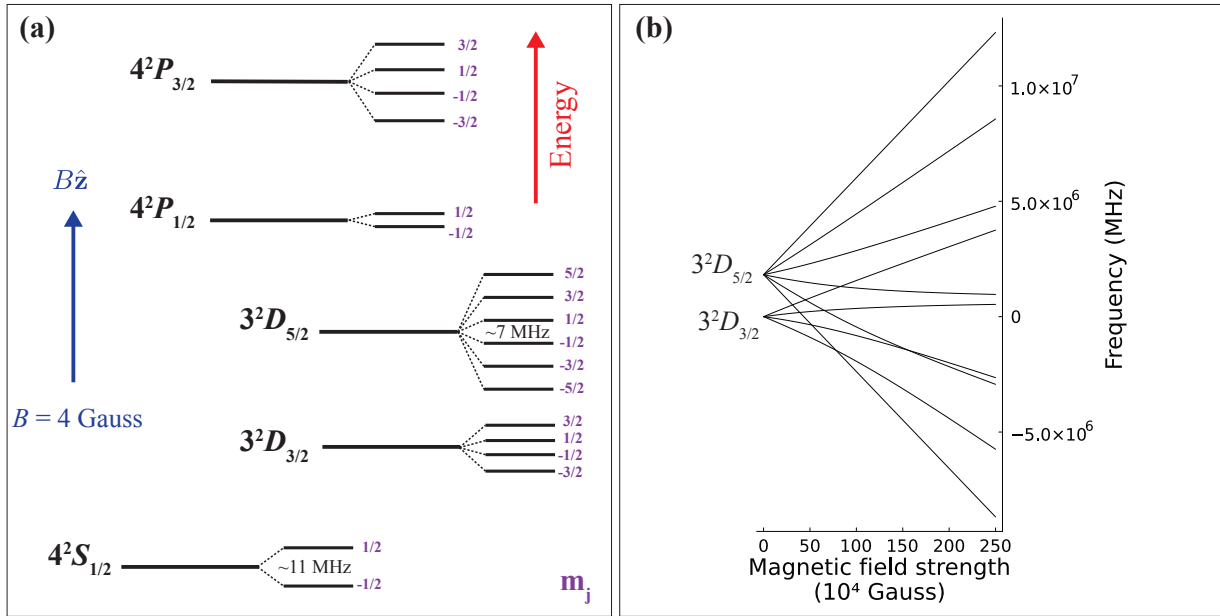 (a)
4²P₃/₂
3/2
1/2
-1/2
-3/2
Energy
Bẑ
4²P₁/₂
1/2
-1/2
3²D₅/₂
5/2
3/2
1/2
~7 MHz
-1/2
-3/2
-5/2
B = 4 Gauss
3²D₃/₂
3/2
1/2
-1/2
-3/2
4²S₁/₂
1/2
~11 MHz
-1/2
mⱼ
(b)
1.0×10⁷
5.0×10⁶
0
−5.0×10⁶
Frequency (MHz)
3²D₅/₂
3²D₃/₂
0 50 100 150 200 250
Magnetic field strength
(10⁴ Gauss)